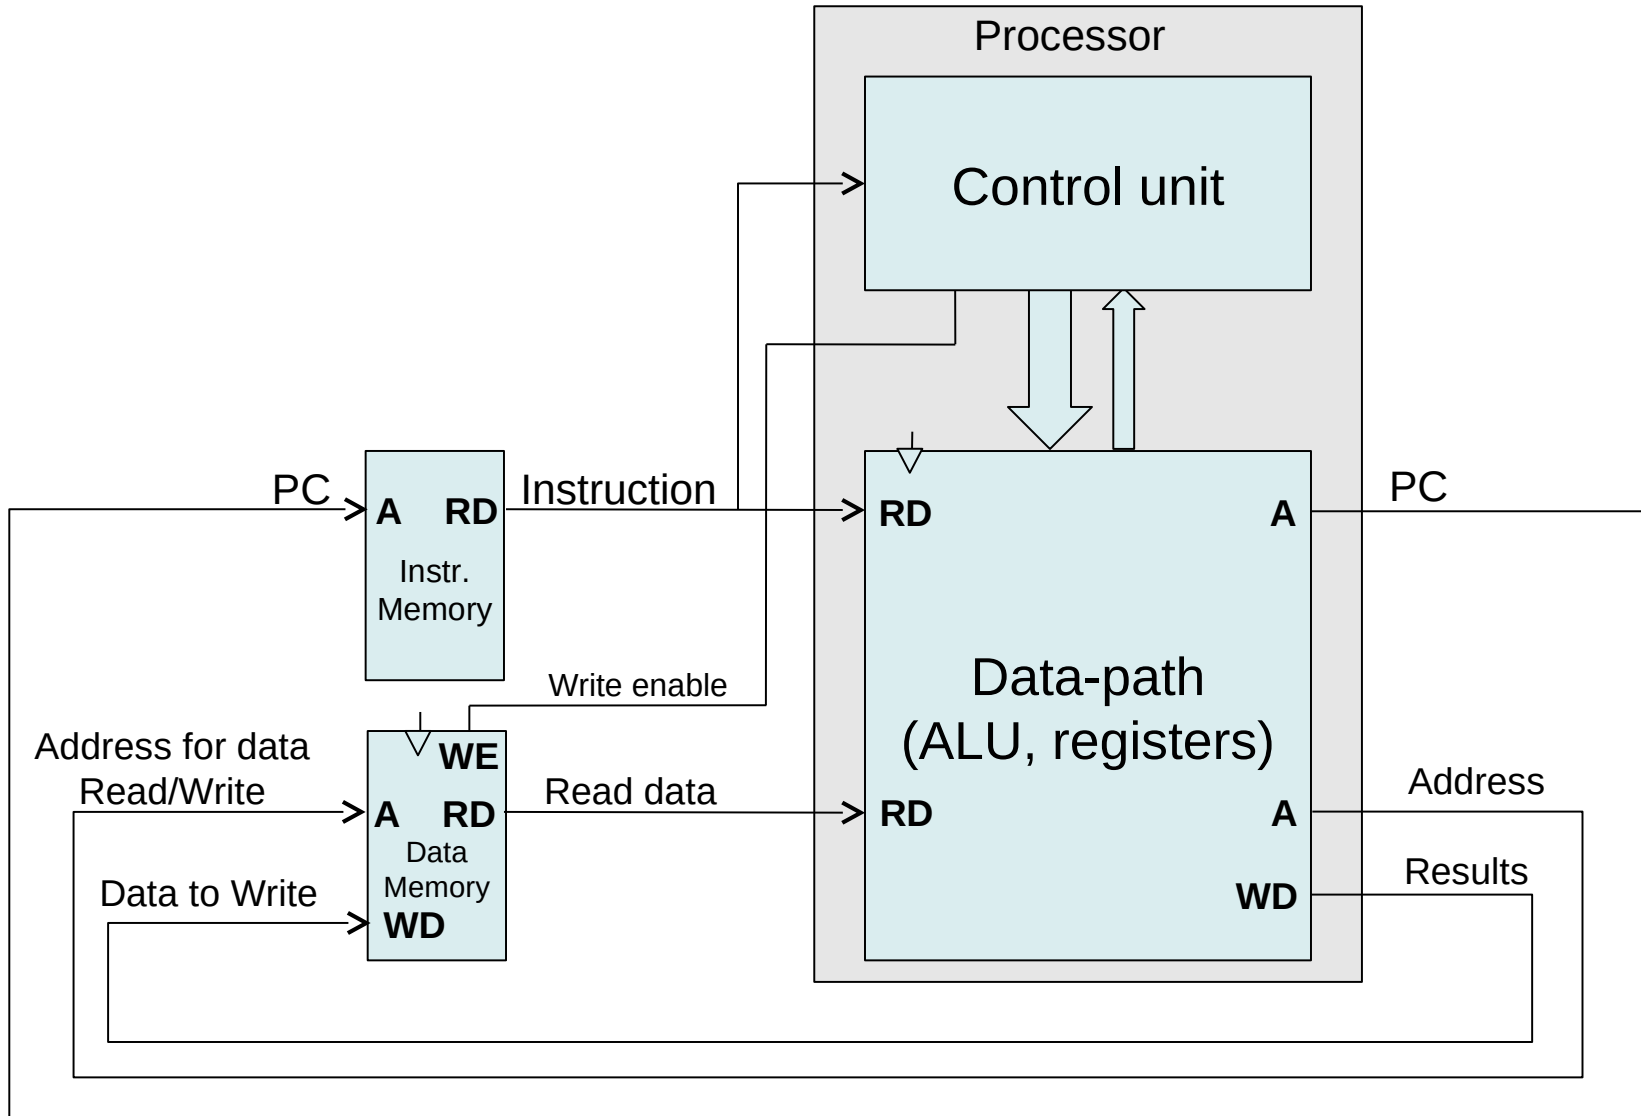 Processor
Control unit
PC
Instruction
PC
A
RD
RD
A
Instr.
Memory
Data-path
(ALU, registers)
Write enable
Address for data
Read/Write
WE
Read data
Address
A
RD
RD
A
Data
Memory
Results
Data to Write
WD
WD